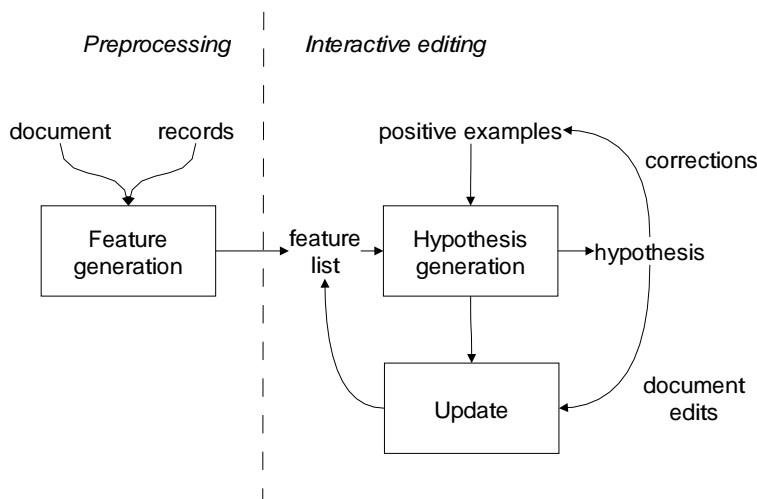 Preprocessing
Interactive editing
document
records
positive examples
corrections
Feature
generation
feature
list
Hypothesis
generation
hypothesis
Update
document
edits